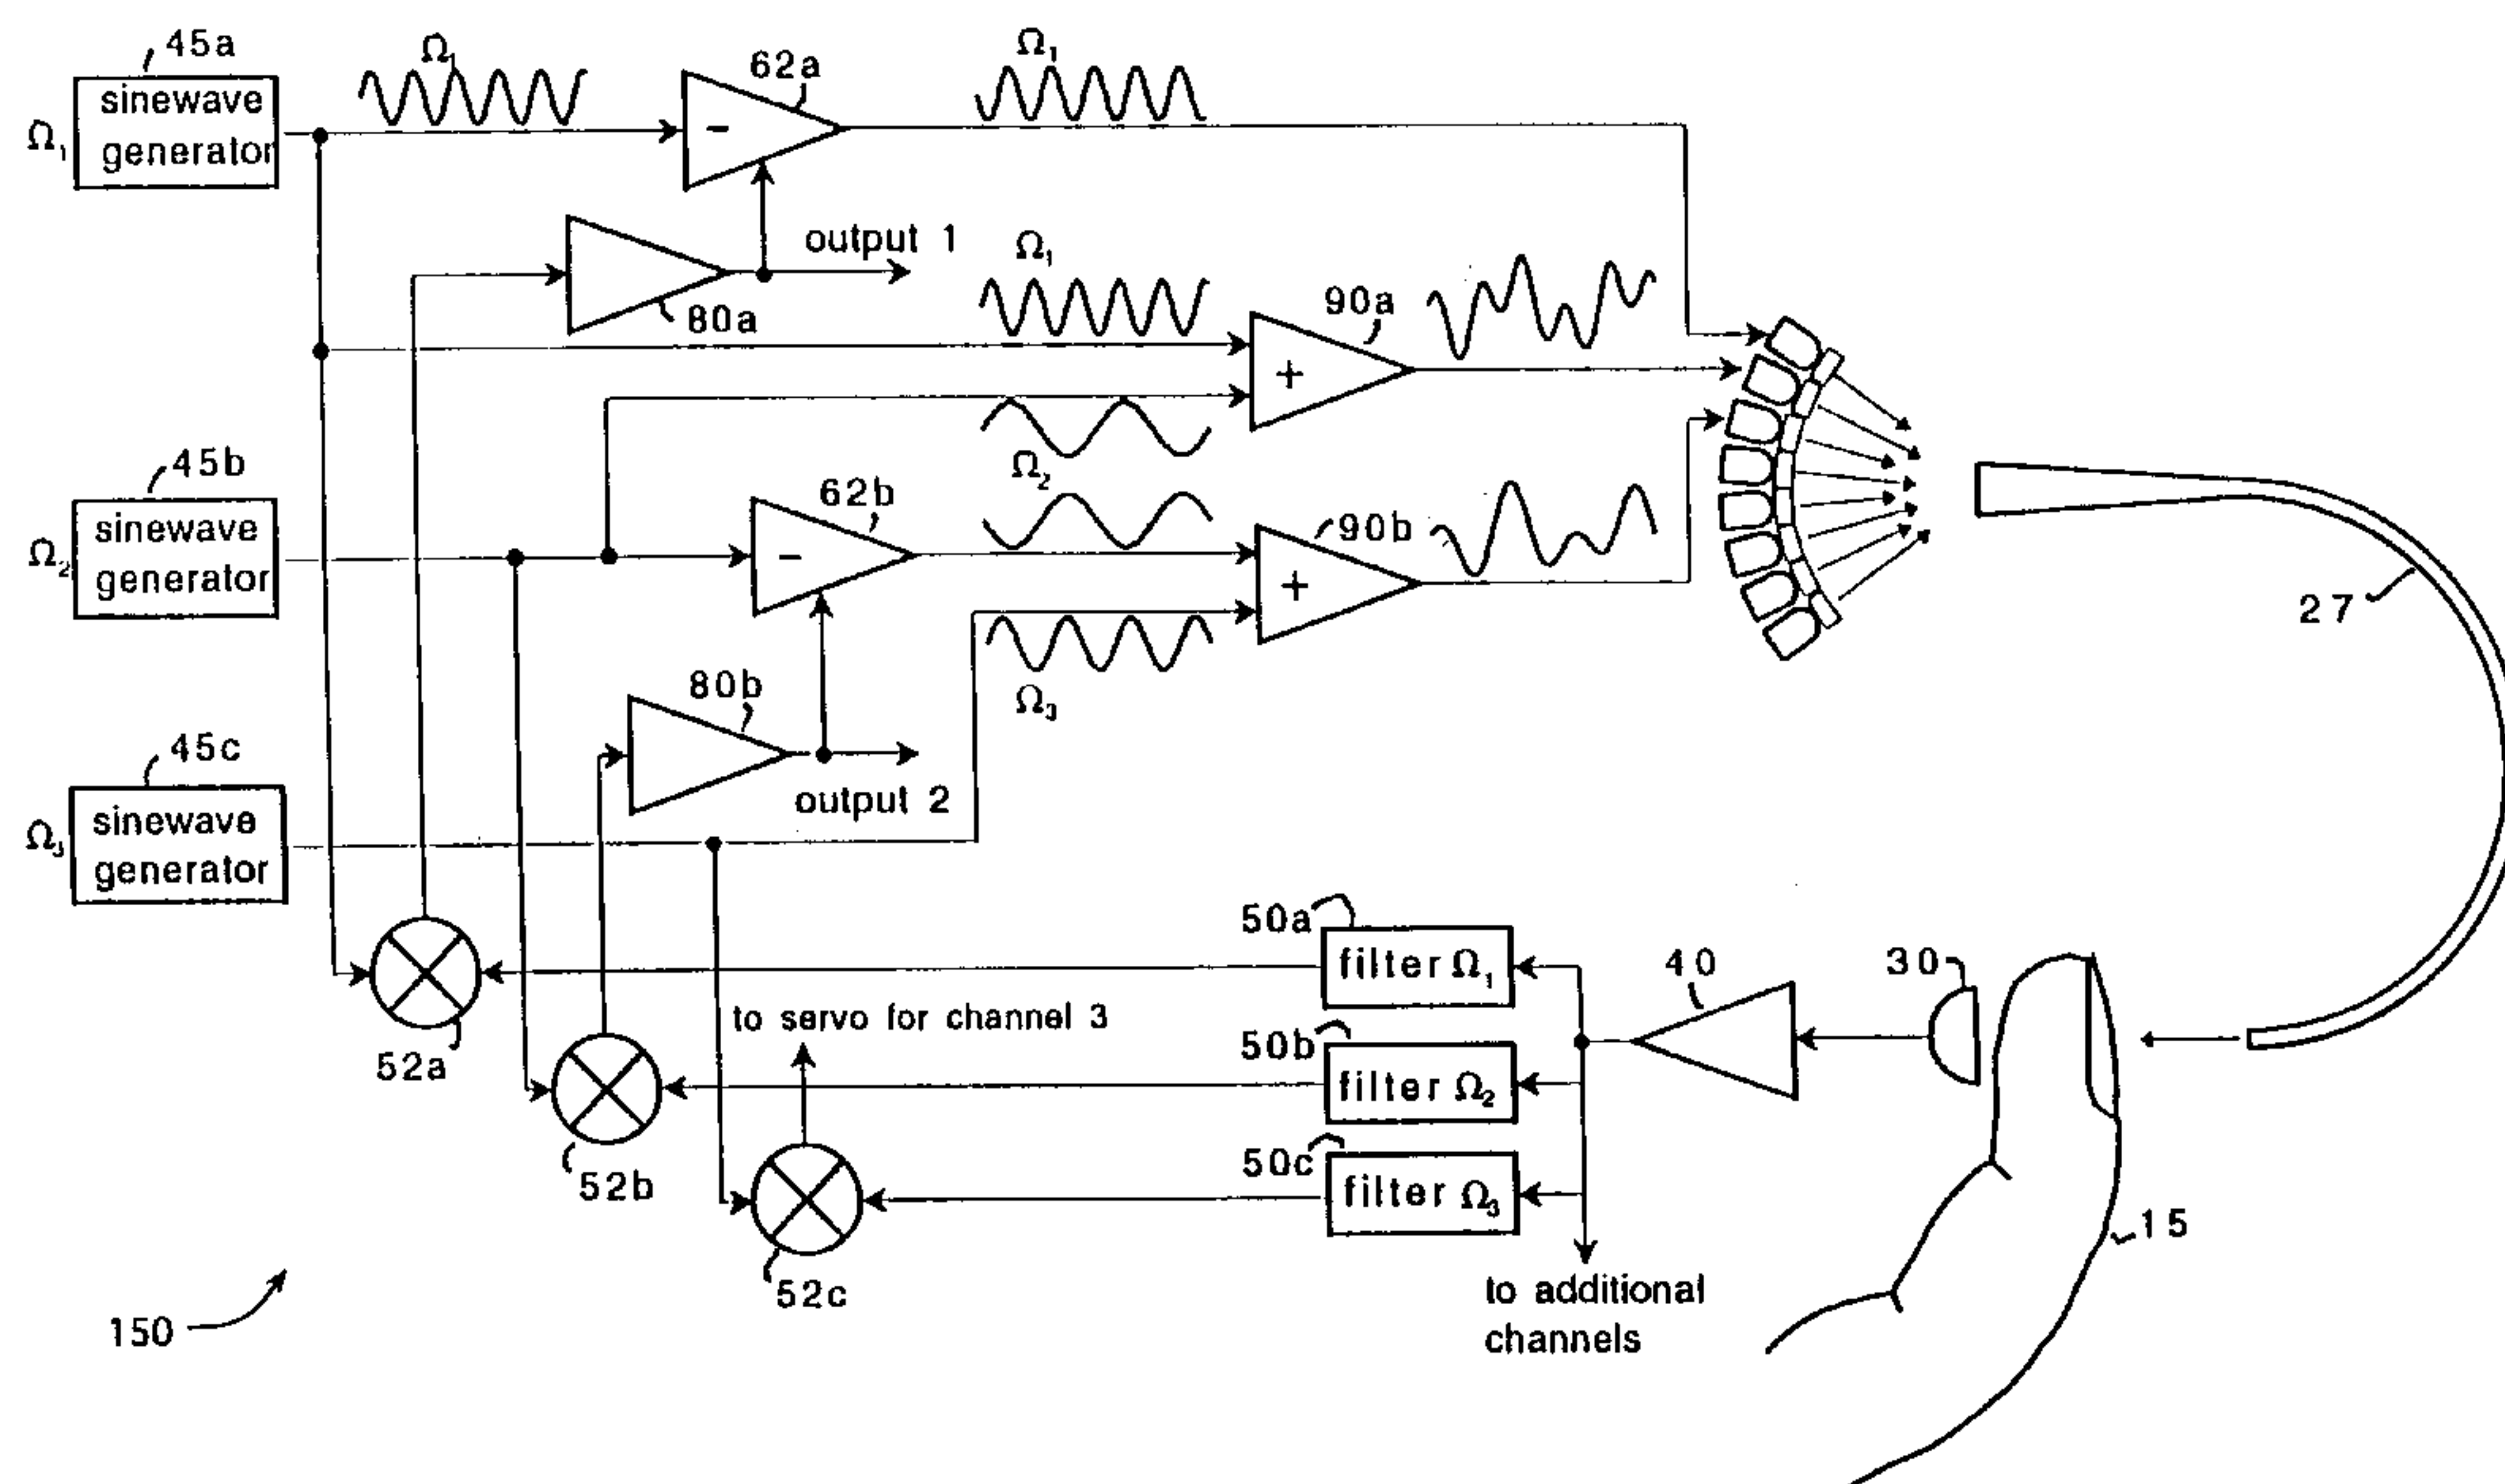 45a
Ω₁
sinewave
generator
Ω₁
62a
-
Ω₁
80a
output 1
Ω₁
90a
+
Ω₂
45b
Ω₂
sinewave
generator
62b
-
90b
+
27
Ω₃
80b
output 2
45c
Ω₃
sinewave
generator
50a
filter Ω₁
40
30
52a
to servo for channel 3
50b
filter Ω₂
52b
50c
filter Ω₃
15
52c
to additional
channels
150